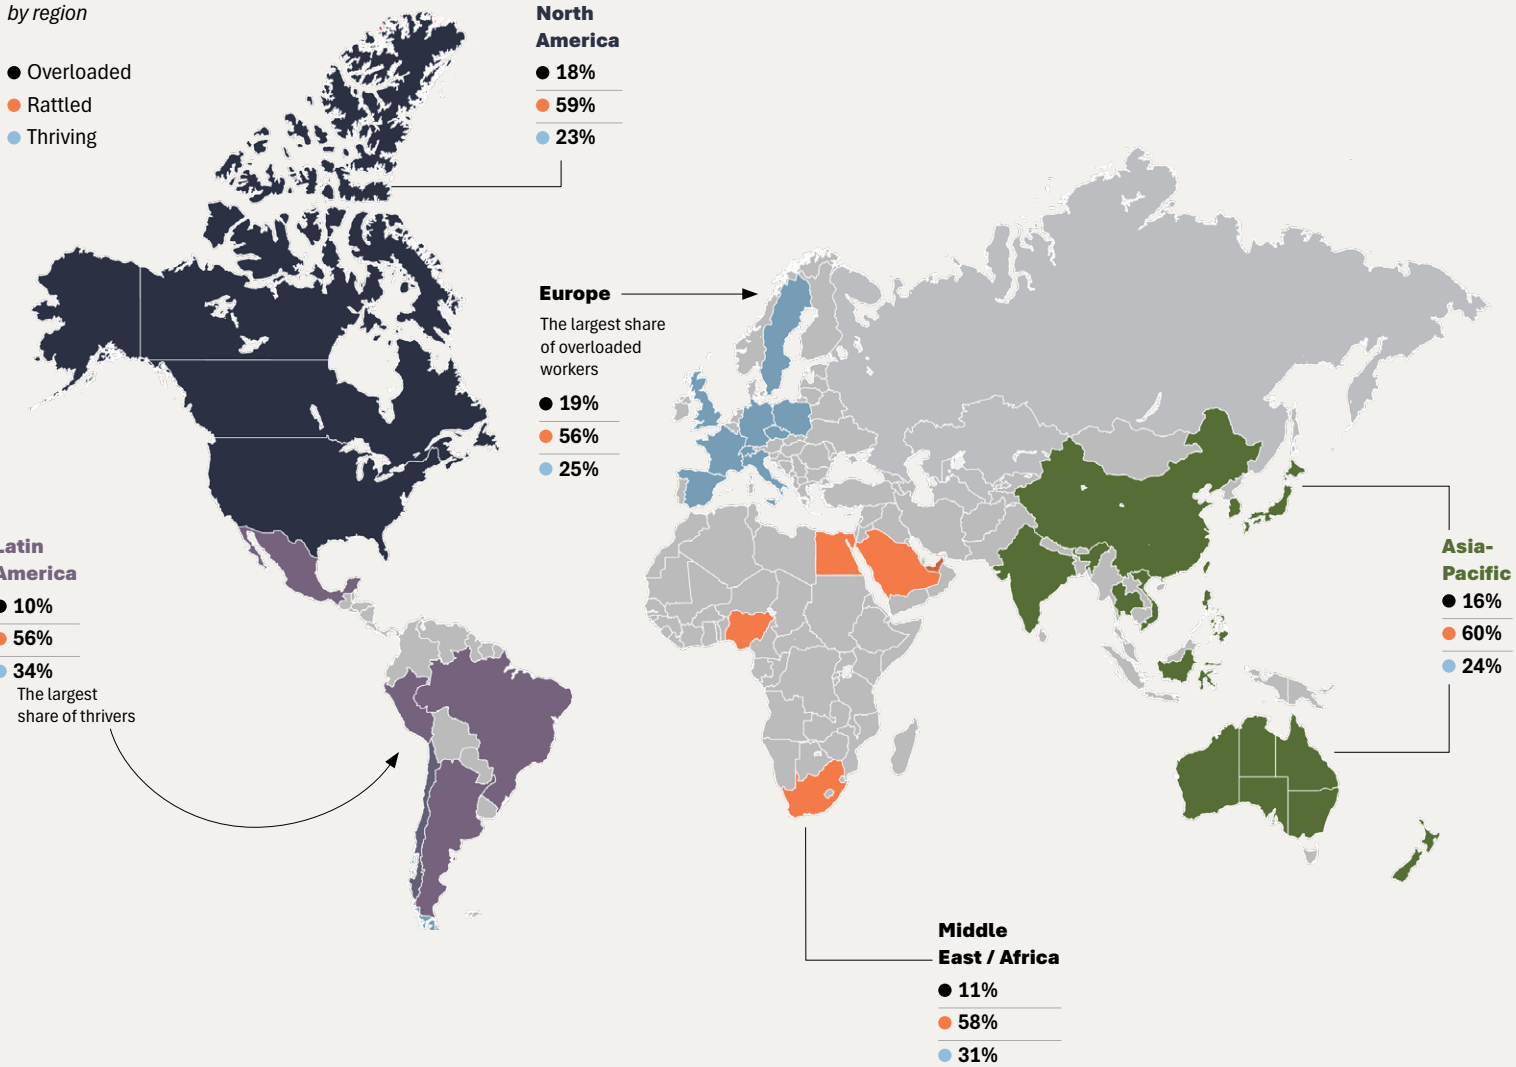 by region
Overloaded
Rattled
Thriving
North
America
18%
59%
23%
Europe
The largest share
of overloaded
workers
19%
56%
25%
Latin
America
10%
56%
34%
The largest
share of thrivers
Asia-
Pacific
16%
60%
24%
Middle
East / Africa
11%
58%
31%